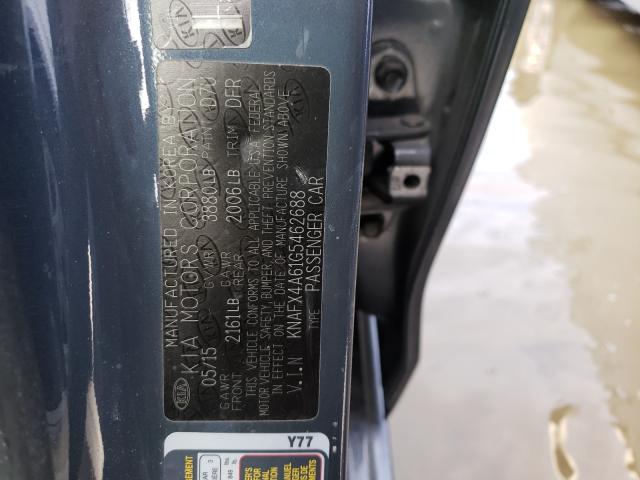 MANUFACTURED IN KOREA BY
KIA MOTORS CORPORATION
05/15 GVWR 3880LB PAINT
GAWR 2161LB GAWR 2006LB TRIM DFR
FRONT REAR
THIS VEHICLE CONFORMS TO ALL APPLICABLE U.S.A FEDERAL
MOTOR VEHICLE SAFETY, BUMPER AND THEFT PREVENTION STANDARDS
IN EFFECT ON THE DATE OF MANUFACTURE SHOWN ABOVE.
V.I.N KNAFX4A61G5462688
TYPE PASSENGER CAR
KIA
Y77